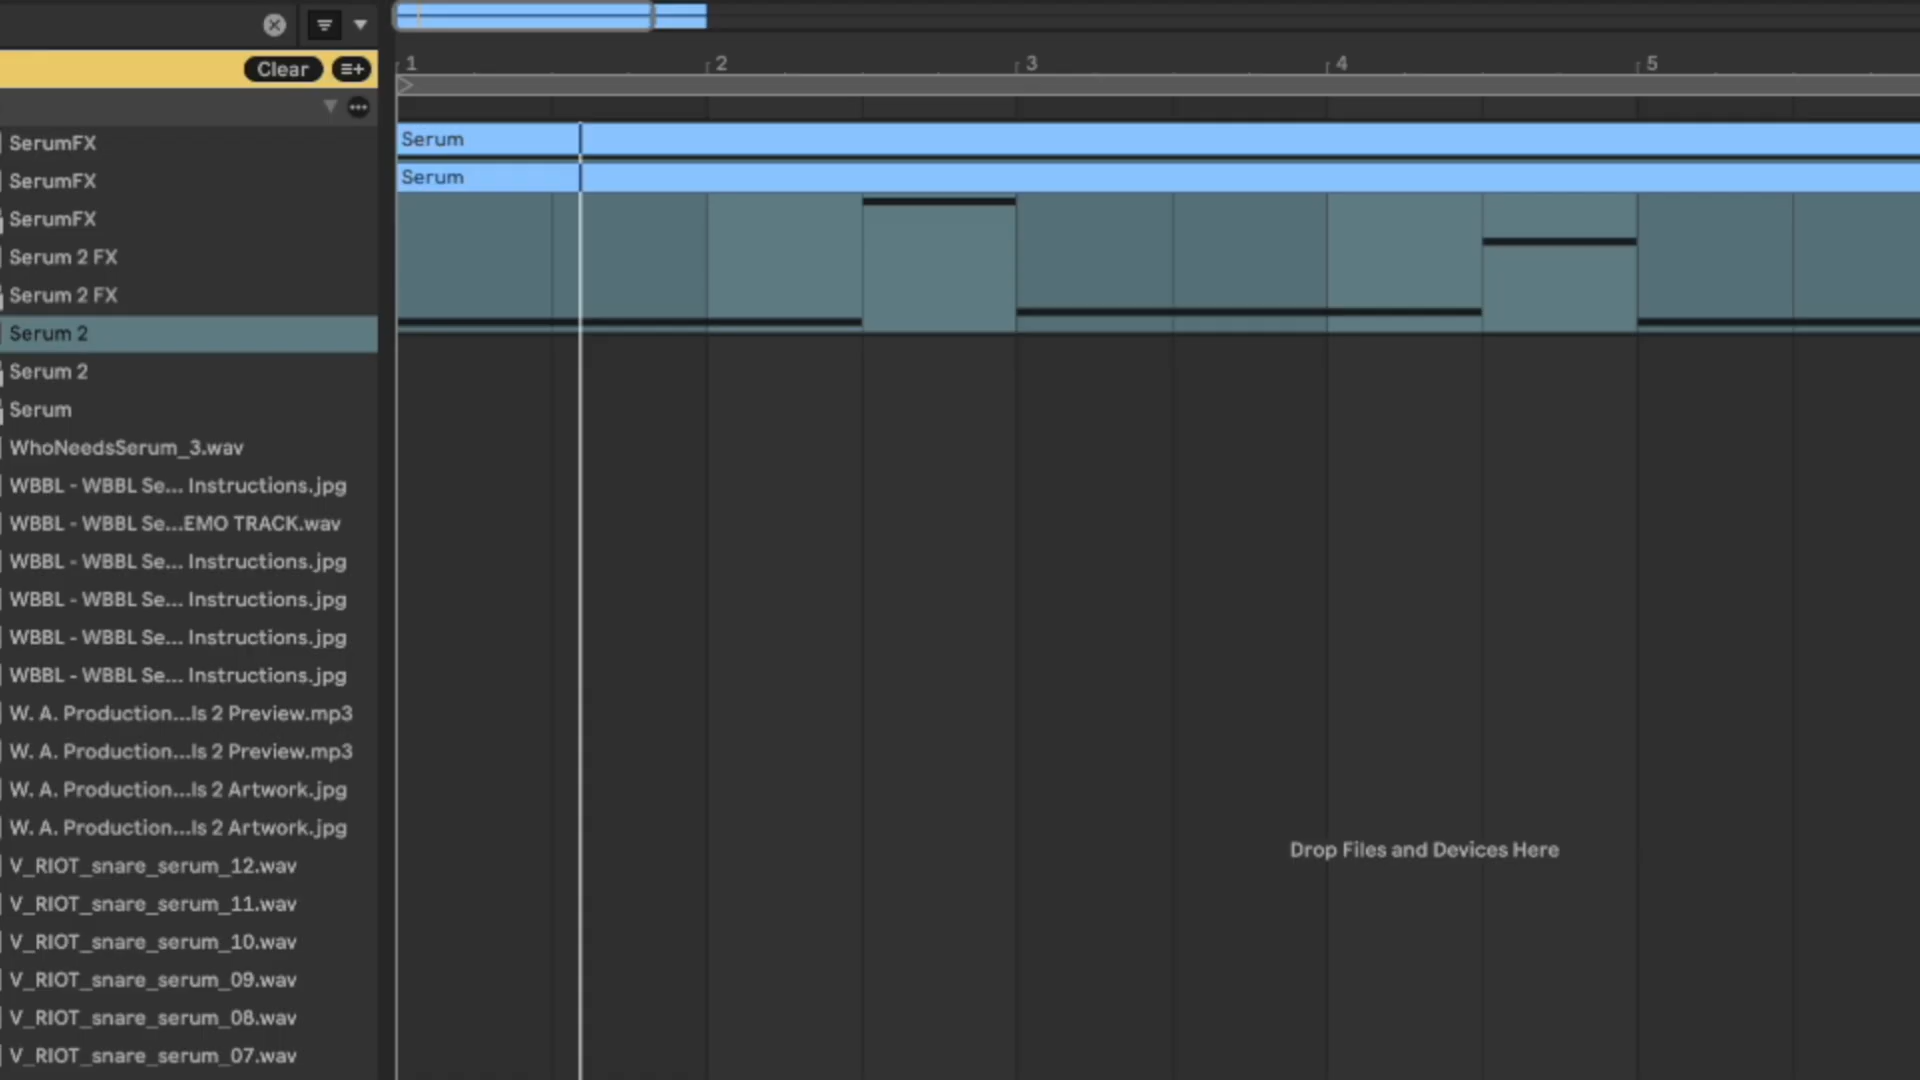 Clear
1
2
3
4
5
Serum
Serum
SerumFX
SerumFX
SerumFX
Serum 2 FX
Serum 2 FX
Serum 2
Serum 2
Serum
WhoNeedsSerum_3.wav
WBBL - WBBL Se... Instructions.jpg
WBBL - WBBL Se...EMO TRACK.wav
WBBL - WBBL Se... Instructions.jpg
WBBL - WBBL Se... Instructions.jpg
WBBL - WBBL Se... Instructions.jpg
WBBL - WBBL Se... Instructions.jpg
W. A. Production...ls 2 Preview.mp3
W. A. Production...ls 2 Preview.mp3
W. A. Production...ls 2 Artwork.jpg
W. A. Production...ls 2 Artwork.jpg
V_RIOT_snare_serum_12.wav
V_RIOT_snare_serum_11.wav
V_RIOT_snare_serum_10.wav
V_RIOT_snare_serum_09.wav
V_RIOT_snare_serum_08.wav
V_RIOT_snare_serum_07.wav
Drop Files and Devices Here